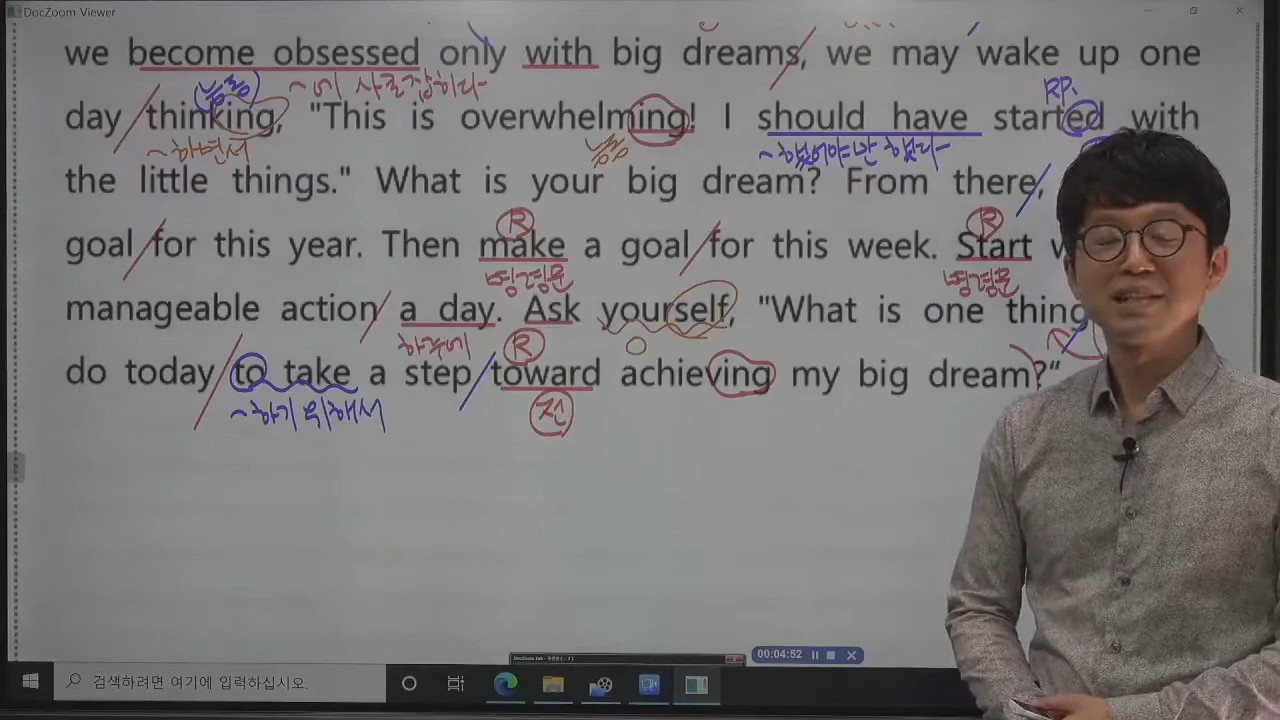 DocZoom Viewer
we become obsessed only with big dreams, we may wake up one
(능동) ~에 사로잡히다 RP.
day thinking, "This is overwhelming! I should have started with
~하면서 능동 ~했어야만 했다
the little things." What is your big dream? From there,
R R
goal for this year. Then make a goal for this week. Start
명령문 명령문
manageable action a day. Ask yourself, "What is one thing
하루에 R
do today to take a step toward achieving my big dream?"
~하기 위해서 전
00:04:52
검색하려면 여기에 입력하십시오.